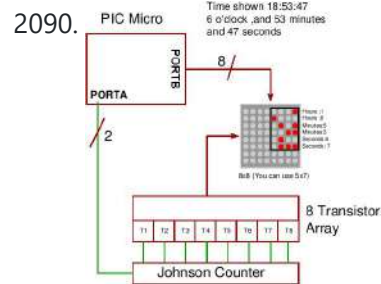 2090.
PIC Micro
Time shown 18:53:47
6 o'clock ,and 53 minutes
and 47 seconds
PORTB
8
PORTA
2
Hours :1
Hours :8
Minutes:5
Minutes:3
Seconds:4
Seconds: 7
8x8 (You can use 5x7)
8 Transistor
Array
T1 T2 T3 T4 T5 T6 T7 T8
Johnson Counter